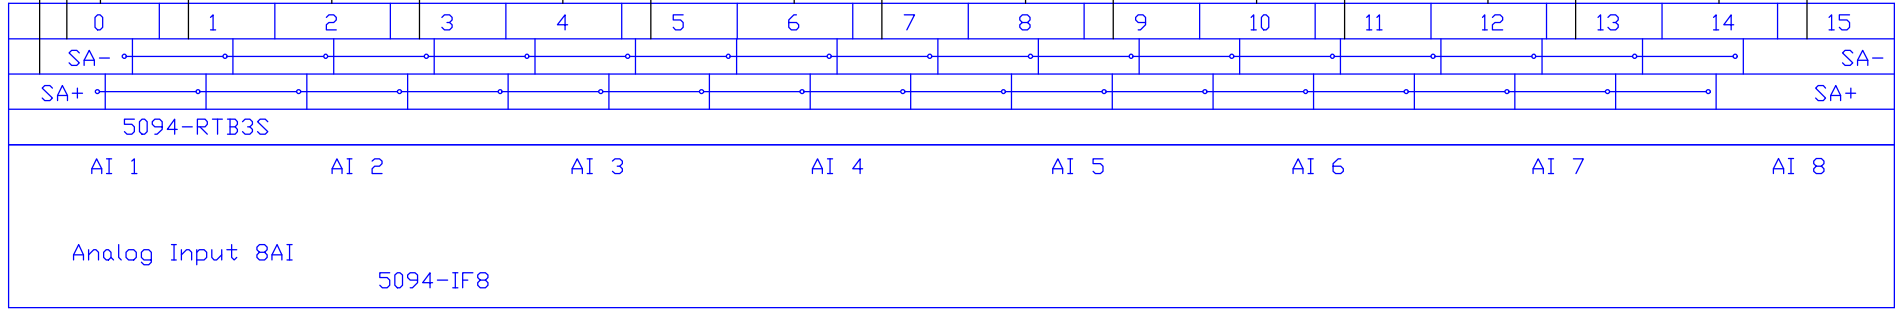 0 1 2 3 4 5 6 7 8 9 10 11 12 13 14 15
SA- SA-
SA+ SA+
5094-RTB3S
AI 1 AI 2 AI 3 AI 4 AI 5 AI 6 AI 7 AI 8
Analog Input 8AI
5094-IF8